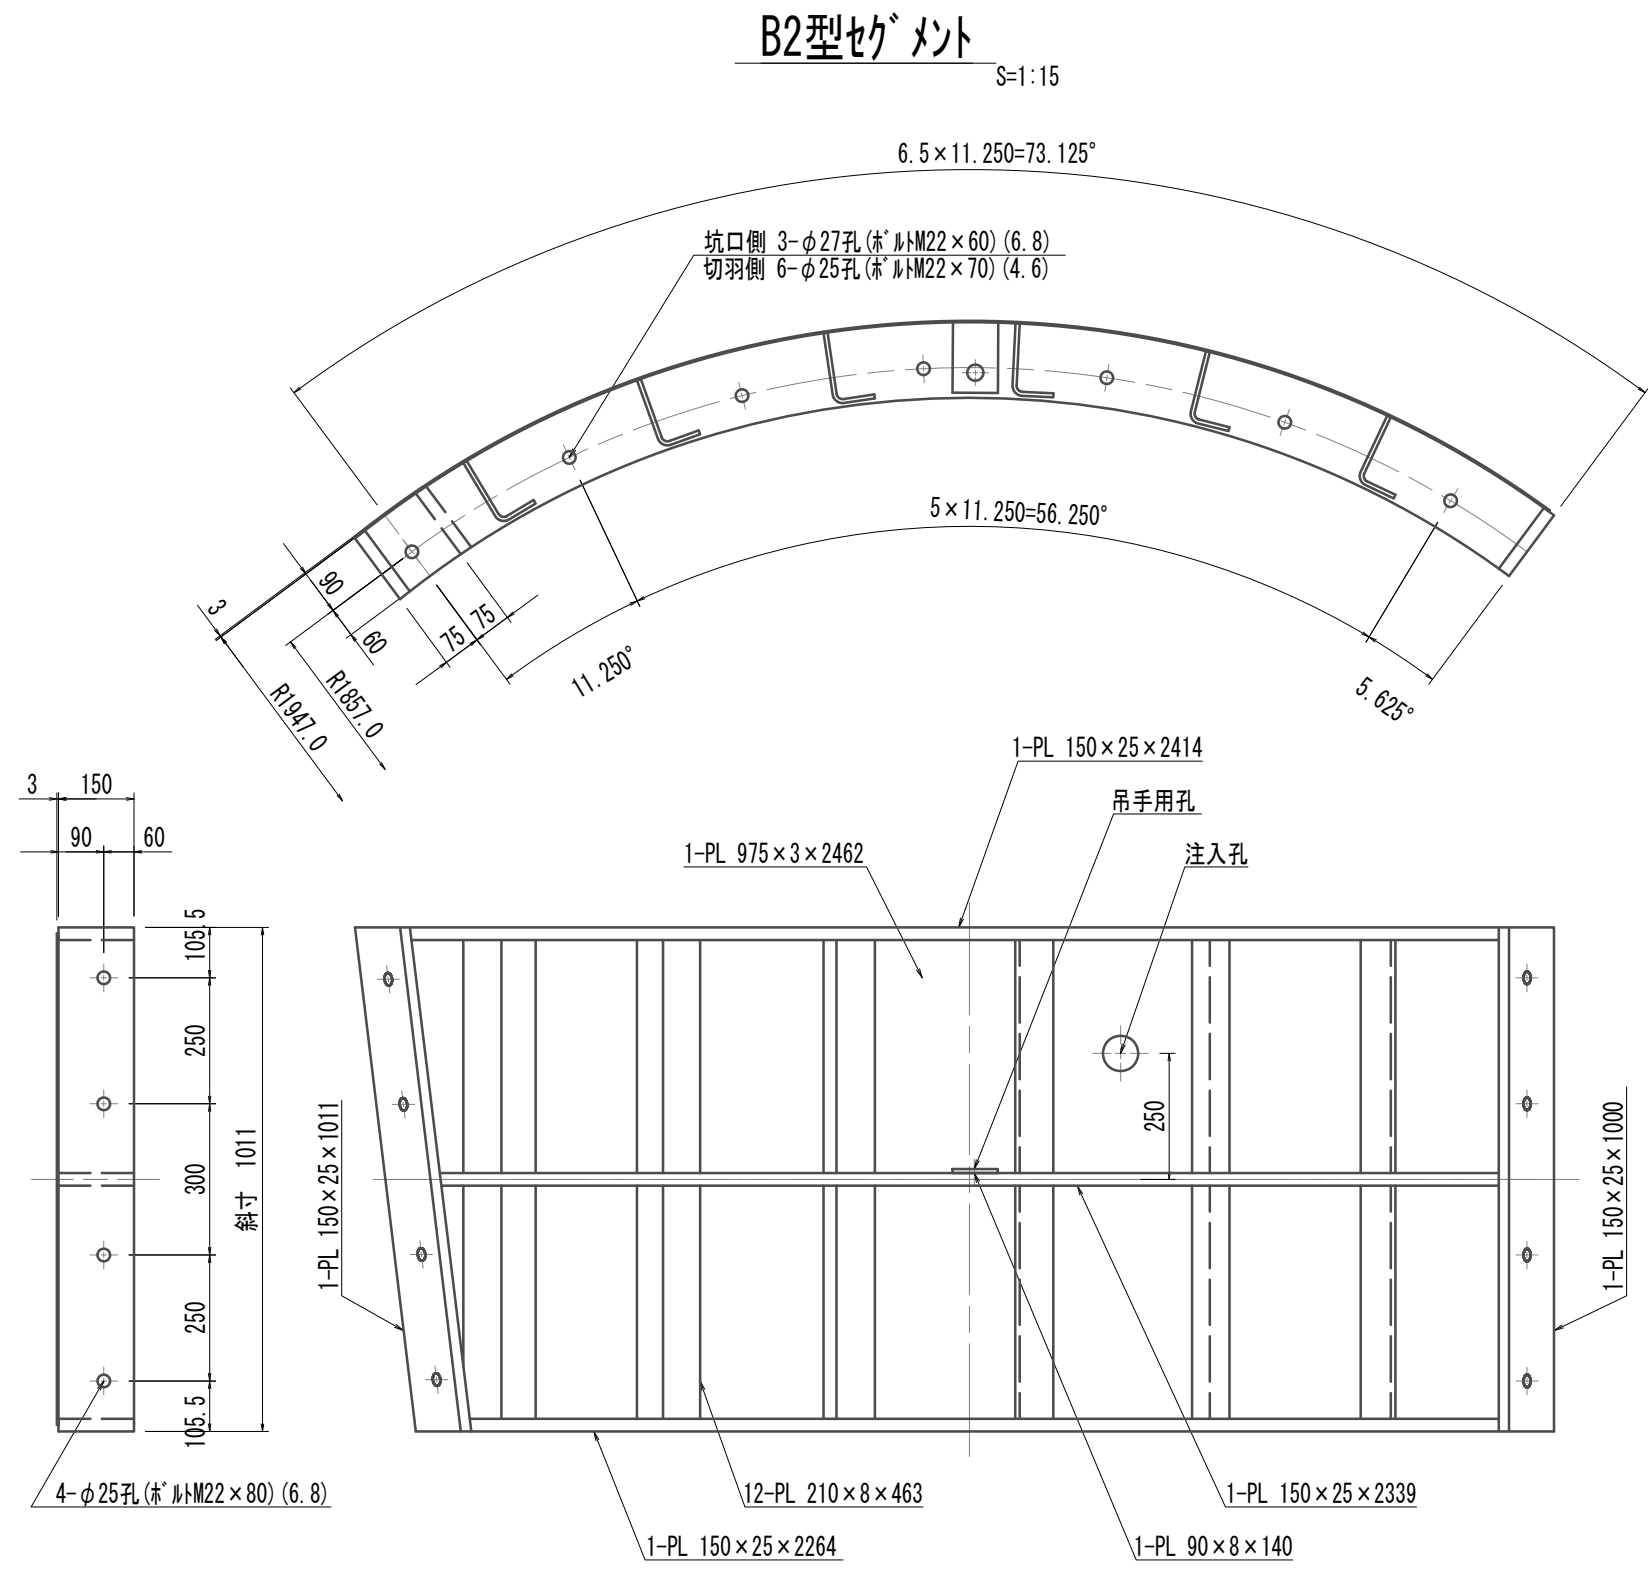 B2型ｾｸﾞﾒﾝﾄ
S=1:15
6.5×11.250=73.125°
坑口側 3-φ27孔(ﾎﾞﾙﾄM22×60)(6.8)
切羽側 6-φ25孔(ﾎﾞﾙﾄM22×70)(4.6)
5×11.250=56.250°
3
90
60
75
75
11.250°
5.625°
R1947.0
R1857.0
1-PL 150×25×2414
吊手用孔
3
150
90
60
1-PL 975×3×2462
注入孔
105.5
250
300
250
105.5
斜寸 1011
1-PL 150×25×1011
250
1-PL 150×25×1000
4-φ25孔(ﾎﾞﾙﾄM22×80)(6.8)
12-PL 210×8×463
1-PL 150×25×2339
1-PL 150×25×2264
1-PL 90×8×140